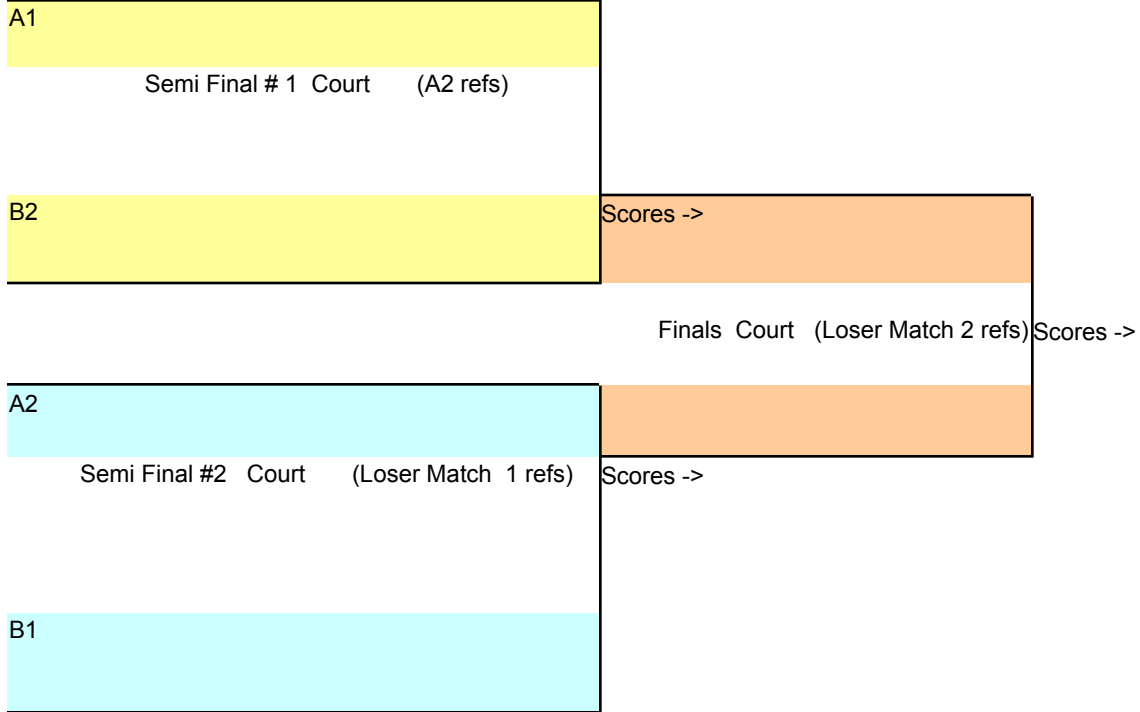 A1
Semi Final # 1 Court (A2 refs)
B2
Scores ->
Finals Court (Loser Match 2 refs) Scores ->
A2
Semi Final #2 Court (Loser Match 1 refs)
Scores ->
B1